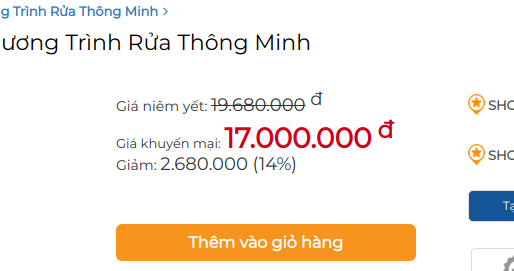 g Trình Rửa Thông Minh >
ương Trình Rửa Thông Minh
Giá niêm yết: 19.680.000 đ
Giá khuyến mại: 17.000.000 đ
Giảm: 2.680.000 (14%)
Thêm vào giỏ hàng
SHO
SHO
Tạ